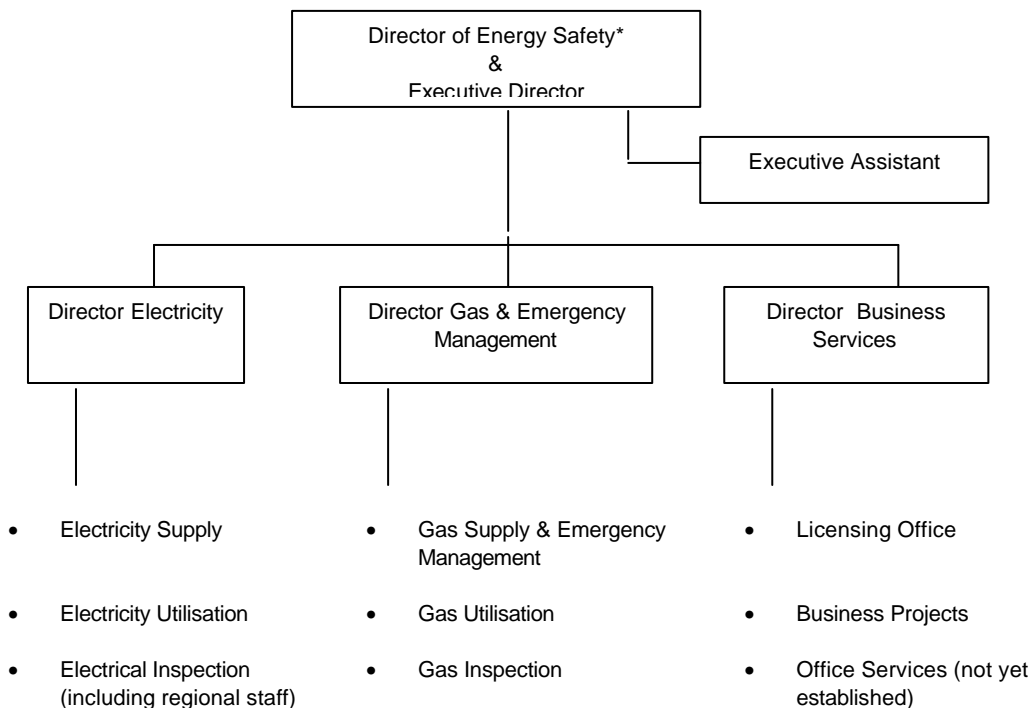 Director of Energy Safety*
&
Executive Director
Executive Assistant
Director Electricity
Director Gas & Emergency
Management
Director Business
Services
• Electricity Supply
• Electricity Utilisation
• Electrical Inspection
(including regional staff)
• Gas Supply & Emergency
Management
• Gas Utilisation
• Gas Inspection
• Licensing Office
• Business Projects
• Office Services (not yet
established)